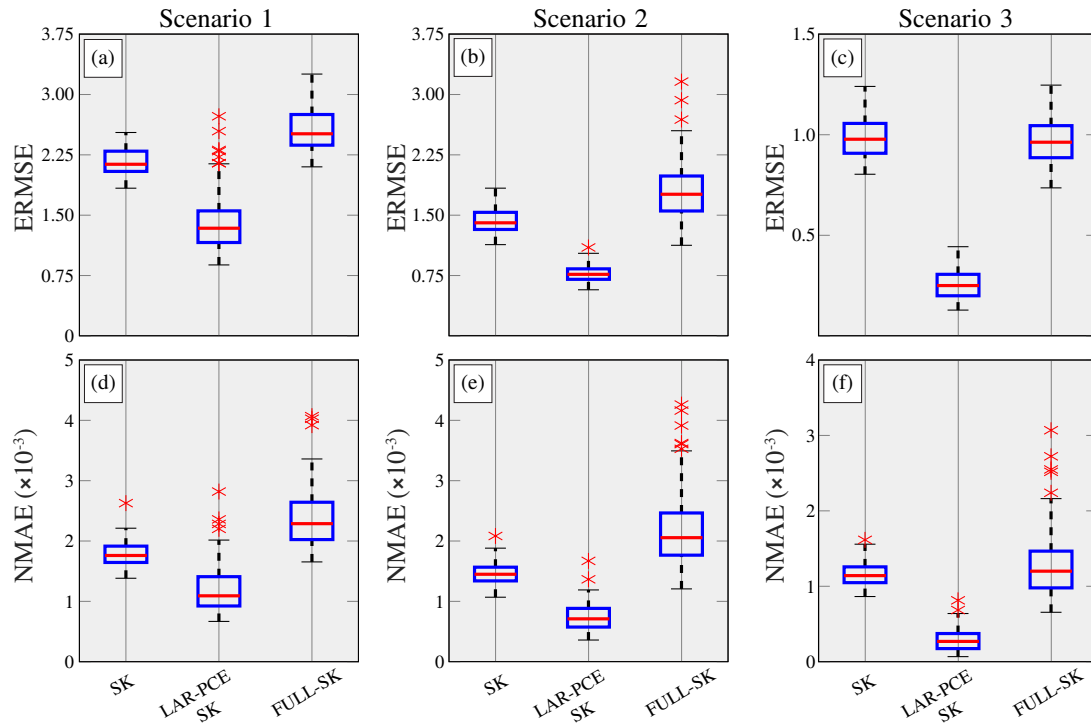 Scenario 1
Scenario 2
Scenario 3
(a)
3.75
3.00
2.25
1.50
0.75
0
ERMSE
(b)
3.75
3.00
2.25
1.50
0.75
0
ERMSE
(c)
1.5
1.0
0.5
ERMSE
(d)
5
4
3
2
1
0
NMAE (×10⁻³)
SK
LAR-PCE
SK
FULL-SK
(e)
5
4
3
2
1
0
NMAE (×10⁻³)
SK
LAR-PCE
SK
FULL-SK
(f)
4
3
2
1
0
NMAE (×10⁻³)
SK
LAR-PCE
SK
FULL-SK